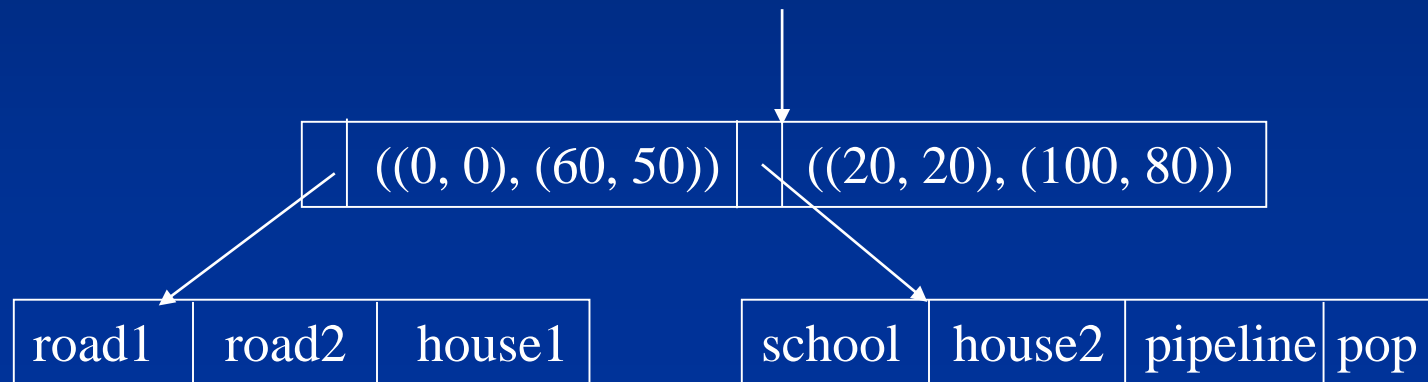 ((0, 0), (60, 50)) ((20, 20), (100, 80))
road1 road2 house1 school house2 pipeline pop